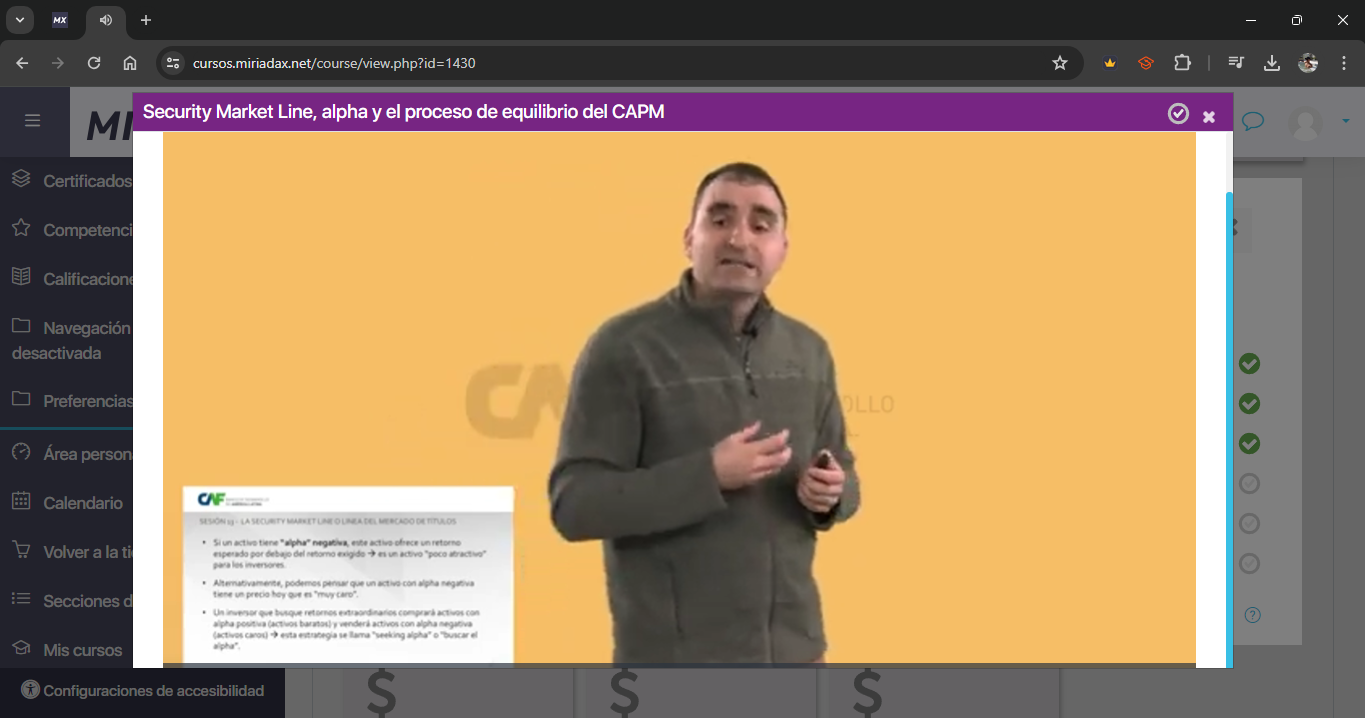 MX
cursos.miriadax.net/course/view.php?id=1430
Security Market Line, alpha y el proceso de equilibrio del CAPM
MI
Certificados
Competenci
Calificacione
Navegación
desactivada
Preferencias
Área person
Calendario
Volver a la ti
Secciones d
Mis cursos
Configuraciones de accesibilidad
CAF
OLLO
CAF
SESIÓN 13 - LA SECURITY MARKET LINE O LINEA DEL MERCADO DE TÍTULOS
• Si un activo tiene "alpha" negativa, este activo ofrece un retorno
esperado por debajo del retorno exigido → es un activo "poco atractivo"
para los inversores.
• Alternativamente, podemos pensar que un activo con alpha negativa
tiene un precio hoy que es "muy caro".
• Un inversor que busque retornos extraordinarios comprará activos con
alpha positiva (activos baratos) y venderá activos con alpha negativa
(activos caros) → esta estrategia se llama "seeking alpha" o "buscar el
alpha".
$ $ $